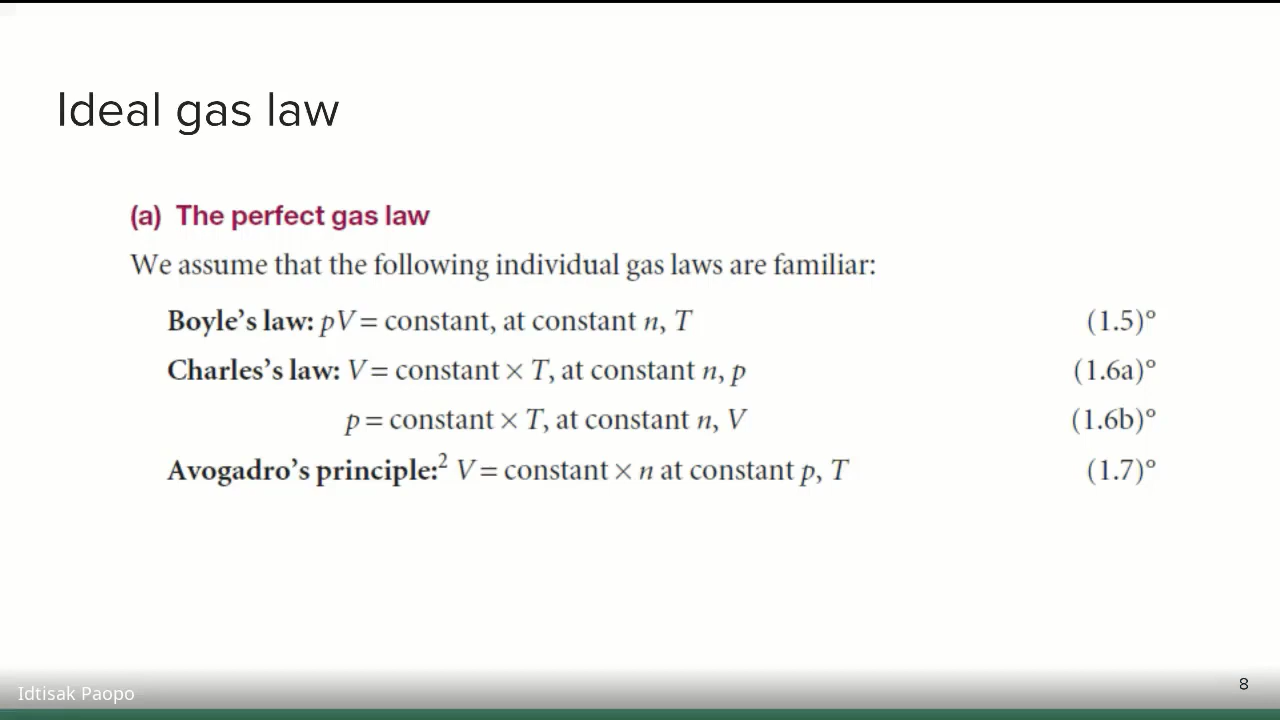 Ideal gas law
(a) The perfect gas law
We assume that the following individual gas laws are familiar:
Boyle's law: pV = constant, at constant n, T (1.5)°
Charles's law: V = constant × T, at constant n, p (1.6a)°
p = constant × T, at constant n, V (1.6b)°
Avogadro's principle:² V = constant × n at constant p, T (1.7)°
Idtisak Paopo
8